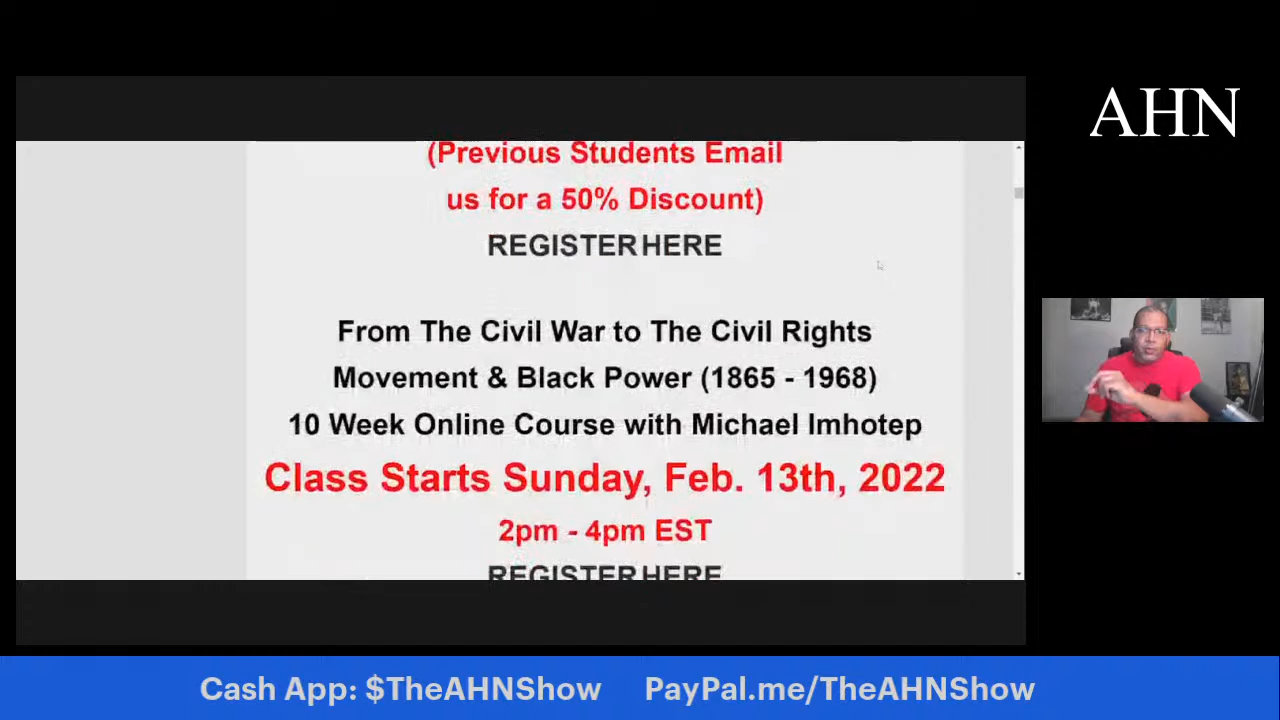 AHN
(Previous Students Email
us for a 50% Discount)
REGISTER HERE
From The Civil War to The Civil Rights
Movement & Black Power (1865 - 1968)
10 Week Online Course with Michael Imhotep
Class Starts Sunday, Feb. 13th, 2022
2pm - 4pm EST
REGISTER HERE
Cash App: $TheAHNShow PayPal.me/TheAHNShow